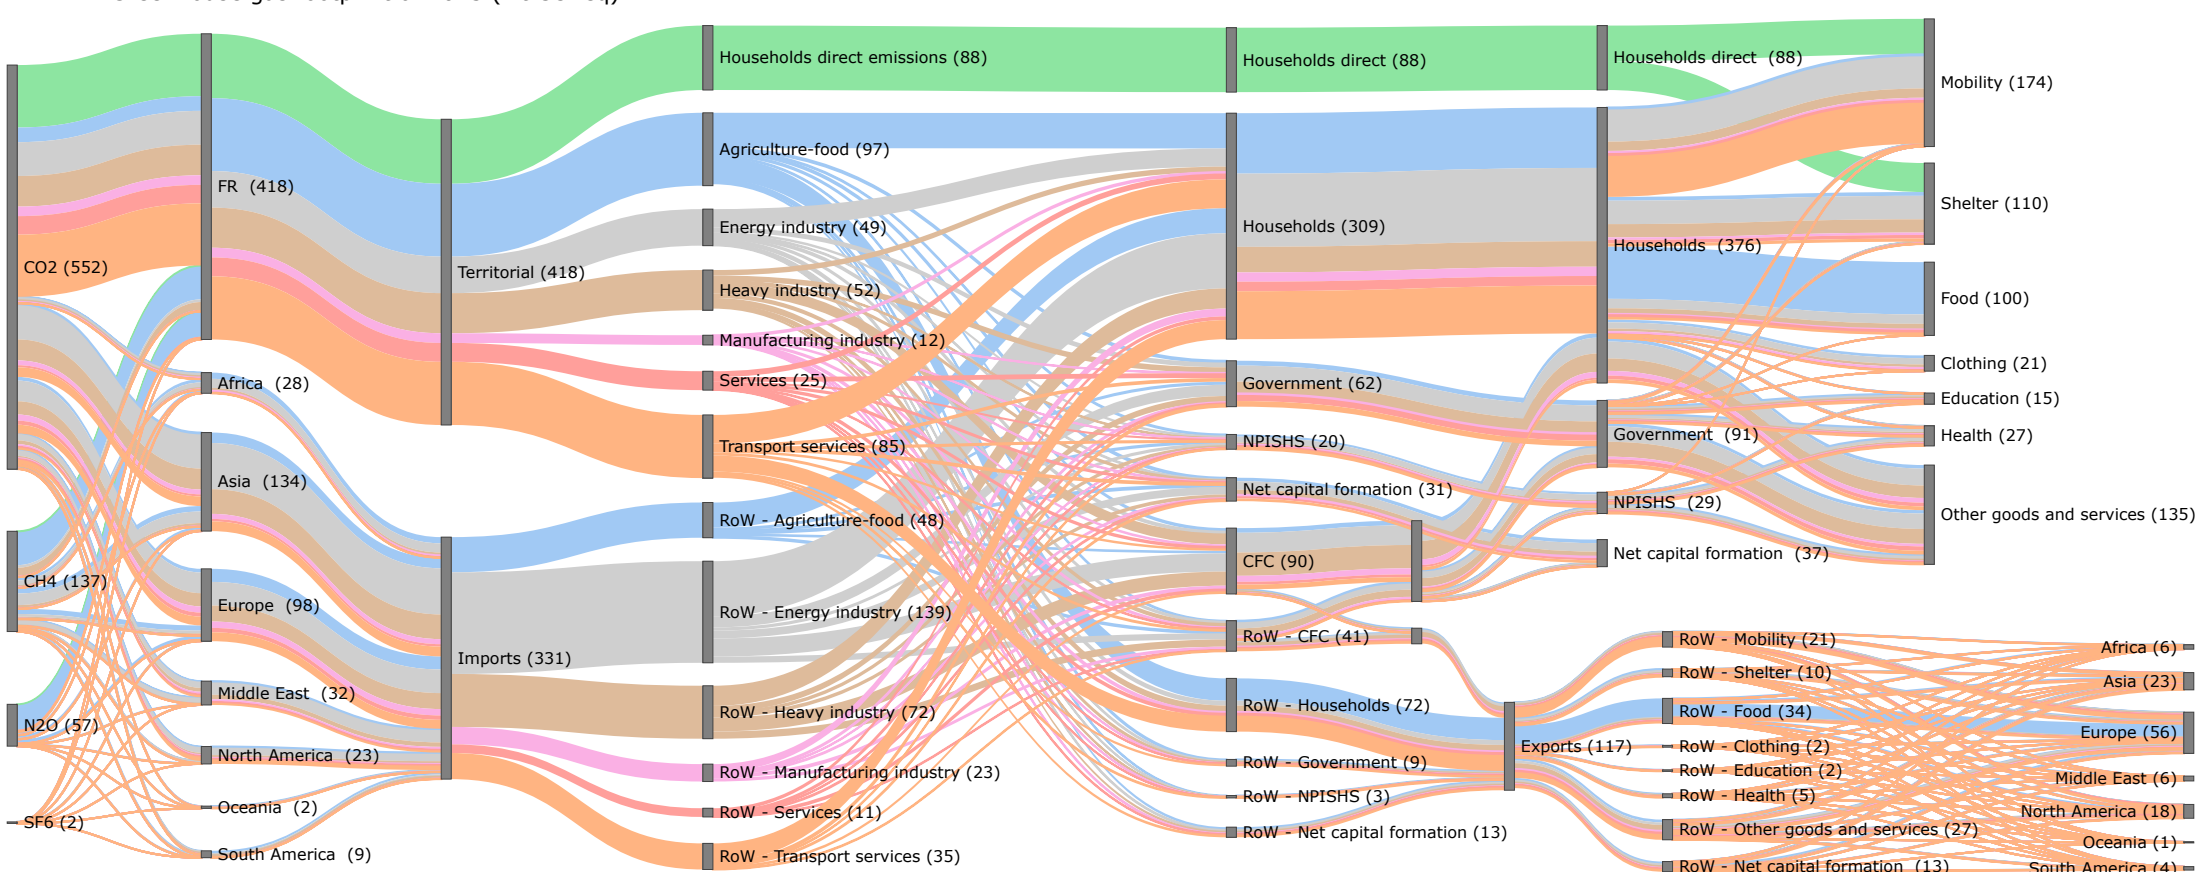 CO2 (552)
CH4 (137)
N2O (57)
SF6 (2)
FR (418)
Africa (28)
Asia (134)
Europe (98)
Middle East (32)
North America (23)
Oceania (2)
South America (9)
Territorial (418)
Imports (331)
Households direct emissions (88)
Agriculture-food (97)
Energy industry (49)
Heavy industry (52)
Manufacturing industry (12)
Services (25)
Transport services (85)
RoW - Agriculture-food (48)
RoW - Energy industry (139)
RoW - Heavy industry (72)
RoW - Manufacturing industry (23)
RoW - Services (11)
RoW - Transport services (35)
Households direct (88)
Households (309)
Government (62)
NPISHS (20)
Net capital formation (31)
CFC (90)
RoW - CFC (41)
RoW - Households (72)
RoW - Government (9)
RoW - NPISHS (3)
RoW - Net capital formation (13)
Exports (117)
Households direct (88)
Households (376)
Government (91)
NPISHS (29)
Net capital formation (37)
RoW - Mobility (21)
RoW - Shelter (10)
RoW - Food (34)
RoW - Clothing (2)
RoW - Education (2)
RoW - Health (5)
RoW - Other goods and services (27)
RoW - Net capital formation (13)
Mobility (174)
Shelter (110)
Food (100)
Clothing (21)
Education (15)
Health (27)
Other goods and services (135)
Africa (6)
Asia (23)
Europe (56)
Middle East (6)
North America (18)
Oceania (1)
South America (4)